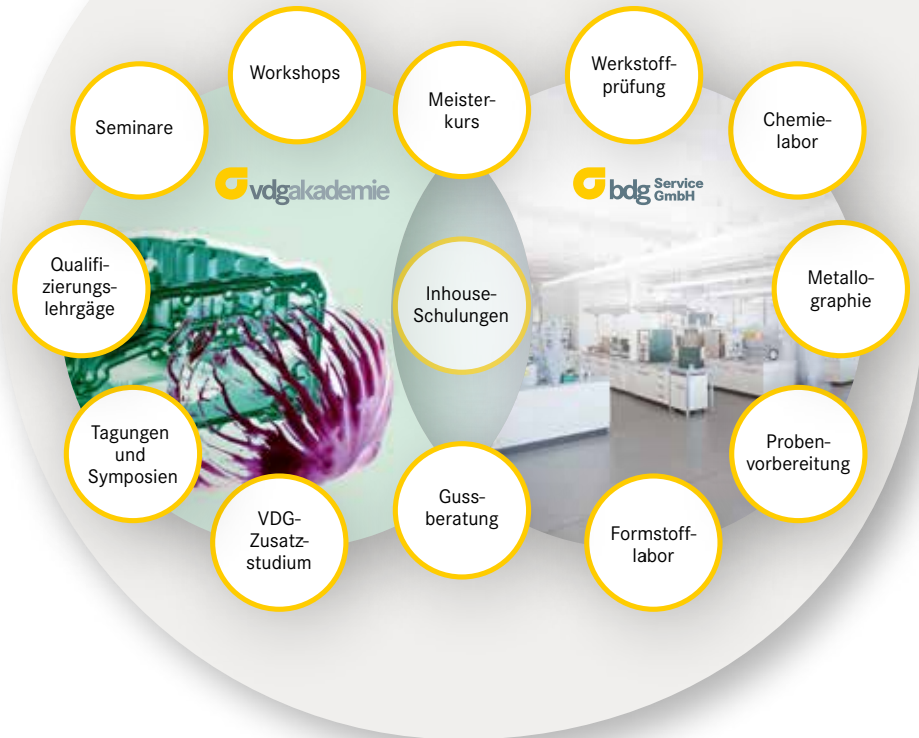 Workshops
Seminare
Meister-
kurs
Werkstoff-
prüfung
Chemie-
labor
vdgakademie
bdg Service
GmbH
Qualifi-
zierungs-
lehrgäge
Inhouse-
Schulungen
Metallo-
graphie
Tagungen
und
Symposien
VDG-
Zusatz-
studium
Guss-
beratung
Formstoff-
labor
Proben-
vorbereitung